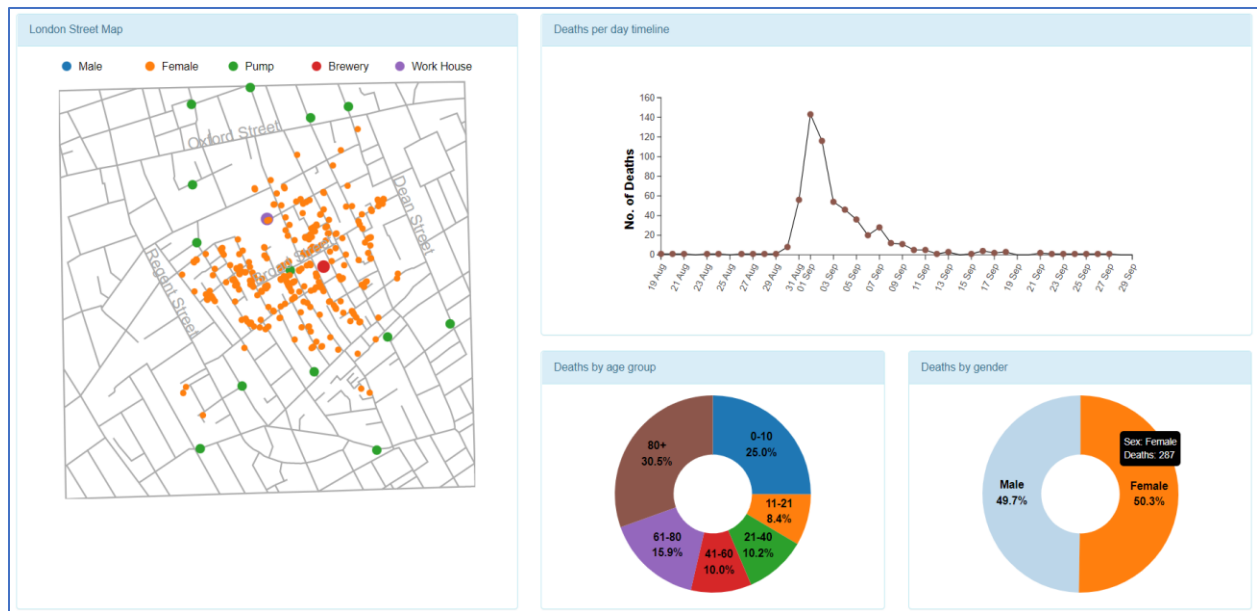 London Street Map
Male
Female
Pump
Brewery
Work House
Oxford Street
Dean Street
Regent Street
Street
Deaths per day timeline
No. of Deaths
160
140
120
100
80
60
40
20
0
19 Aug
21 Aug
23 Aug
25 Aug
27 Aug
29 Aug
31 Aug
01 Sep
03 Sep
05 Sep
07 Sep
09 Sep
11 Sep
13 Sep
15 Sep
17 Sep
19 Sep
21 Sep
23 Sep
25 Sep
27 Sep
29 Sep
Deaths by age group
80+
30.5%
0-10
25.0%
11-21
8.4%
21-40
10.2%
41-60
10.0%
61-80
15.9%
Deaths by gender
Sex: Female
Deaths: 287
Male
49.7%
Female
50.3%